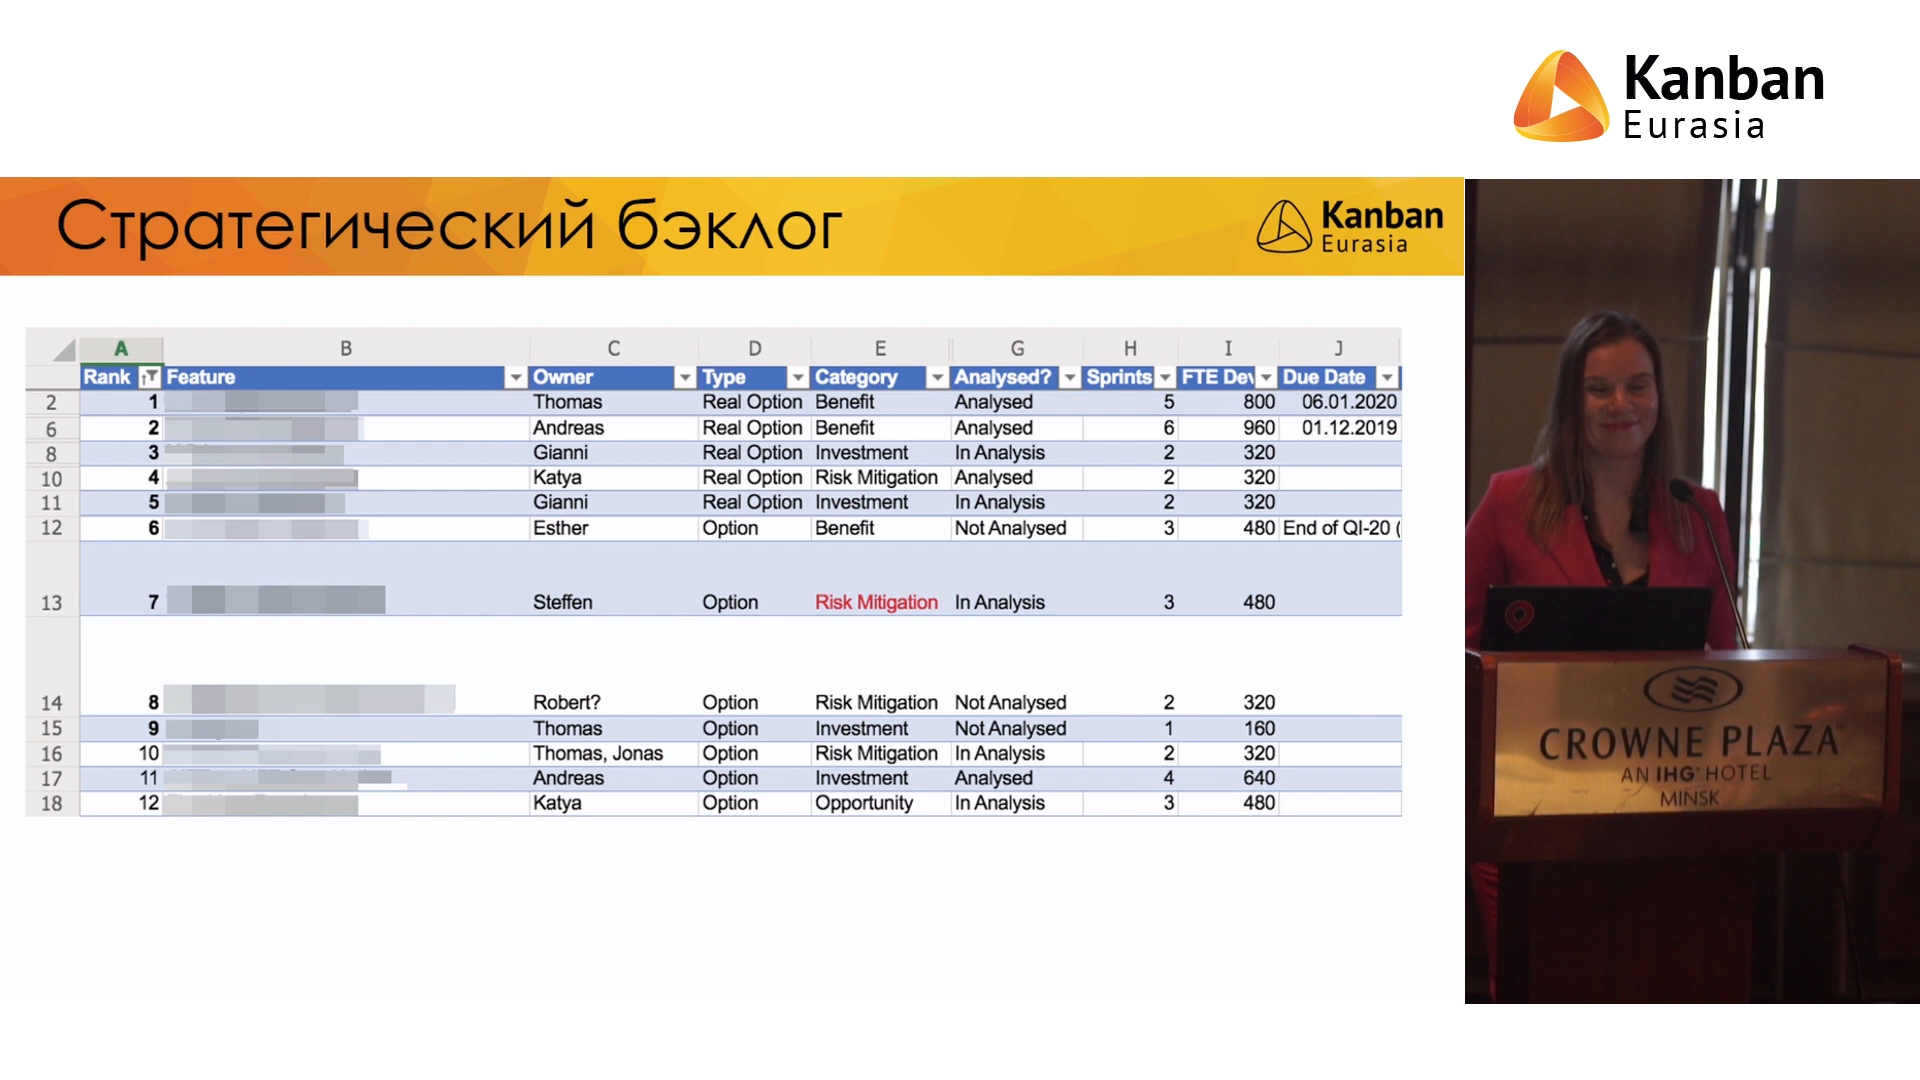 Kanban
Eurasia
Стратегический бэклог
Kanban
Eurasia
A B C D E G H I J
Rank Feature Owner Type Category Analysed? Sprints FTE Dev Due Date
2 1 Thomas Real Option Benefit Analysed 5 800 06.01.2020
6 2 Andreas Real Option Benefit Analysed 6 960 01.12.2019
8 3 Gianni Real Option Investment In Analysis 2 320
10 4 Katya Real Option Risk Mitigation Analysed 2 320
11 5 Gianni Real Option Investment In Analysis 2 320
12 6 Esther Option Benefit Not Analysed 3 480 End of QI-20 (
13 7 Steffen Option Risk Mitigation In Analysis 3 480
14 8 Robert? Option Risk Mitigation Not Analysed 2 320
15 9 Thomas Option Investment Not Analysed 1 160
16 10 Thomas, Jonas Option Risk Mitigation In Analysis 2 320
17 11 Andreas Option Investment Analysed 4 640
18 12 Katya Option Opportunity In Analysis 3 480
CROWNE PLAZA
AN IHG® HOTEL
MINSK